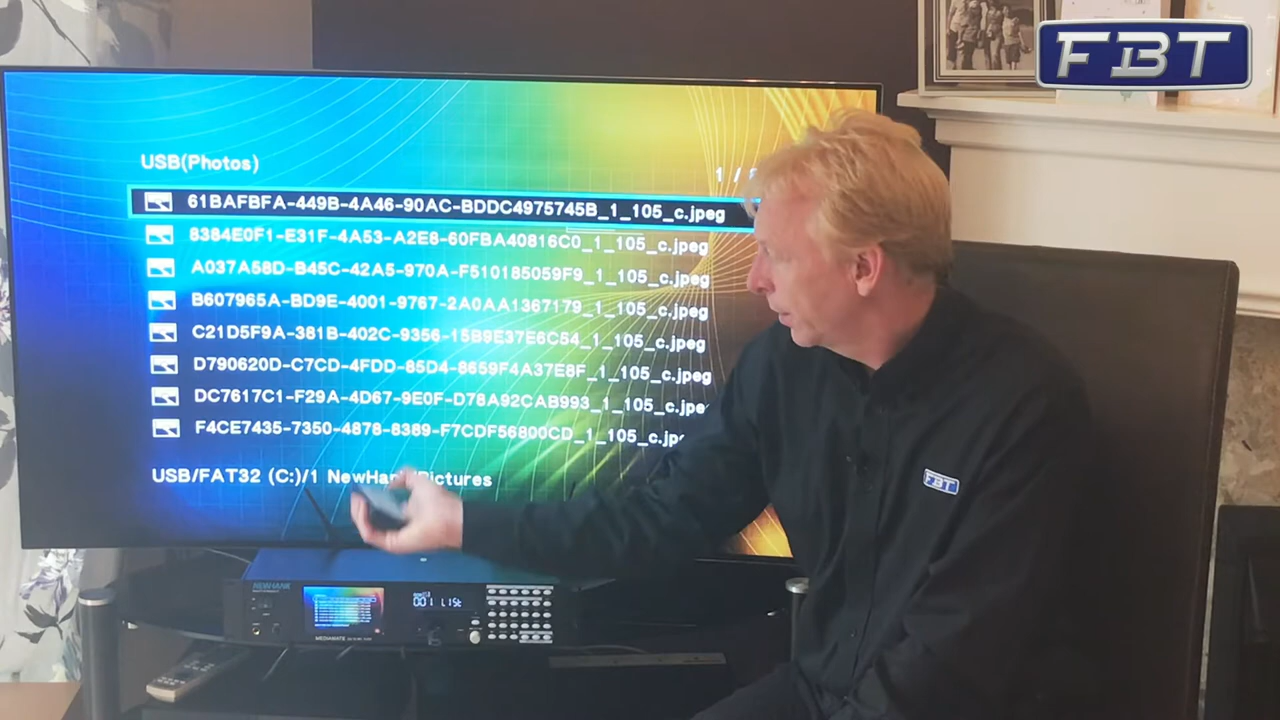 FBT
USB(Photos)
1 /
61BAFBFA-449B-4A46-90AC-BDDC4975745B_1_105_c.jpeg
8384E0F1-E31F-4A53-A2E8-60FBA40816C0_1_105_c.jpeg
A037A58D-B45C-42A5-970A-F510185059F9_1_105_c.jpeg
B607965A-BD9E-4001-9767-2A0AA1367179_1_105_c.jpeg
C21D5F9A-381B-402C-9356-15B9E37E6C54_1_105_c.jpeg
D790620D-C7CD-4FDD-85D4-8659F4A37E8F_1_105_c.jpeg
DC7617C1-F29A-4D67-9E0F-D78A92CAB993_1_105_c.jpe
F4CE7435-7350-4878-8389-F7CDF56800CD_1_105_c.jp
USB/FAT32 (C:)/1 NewHan /Pictures
FBT
NEWHANK
001 LISt